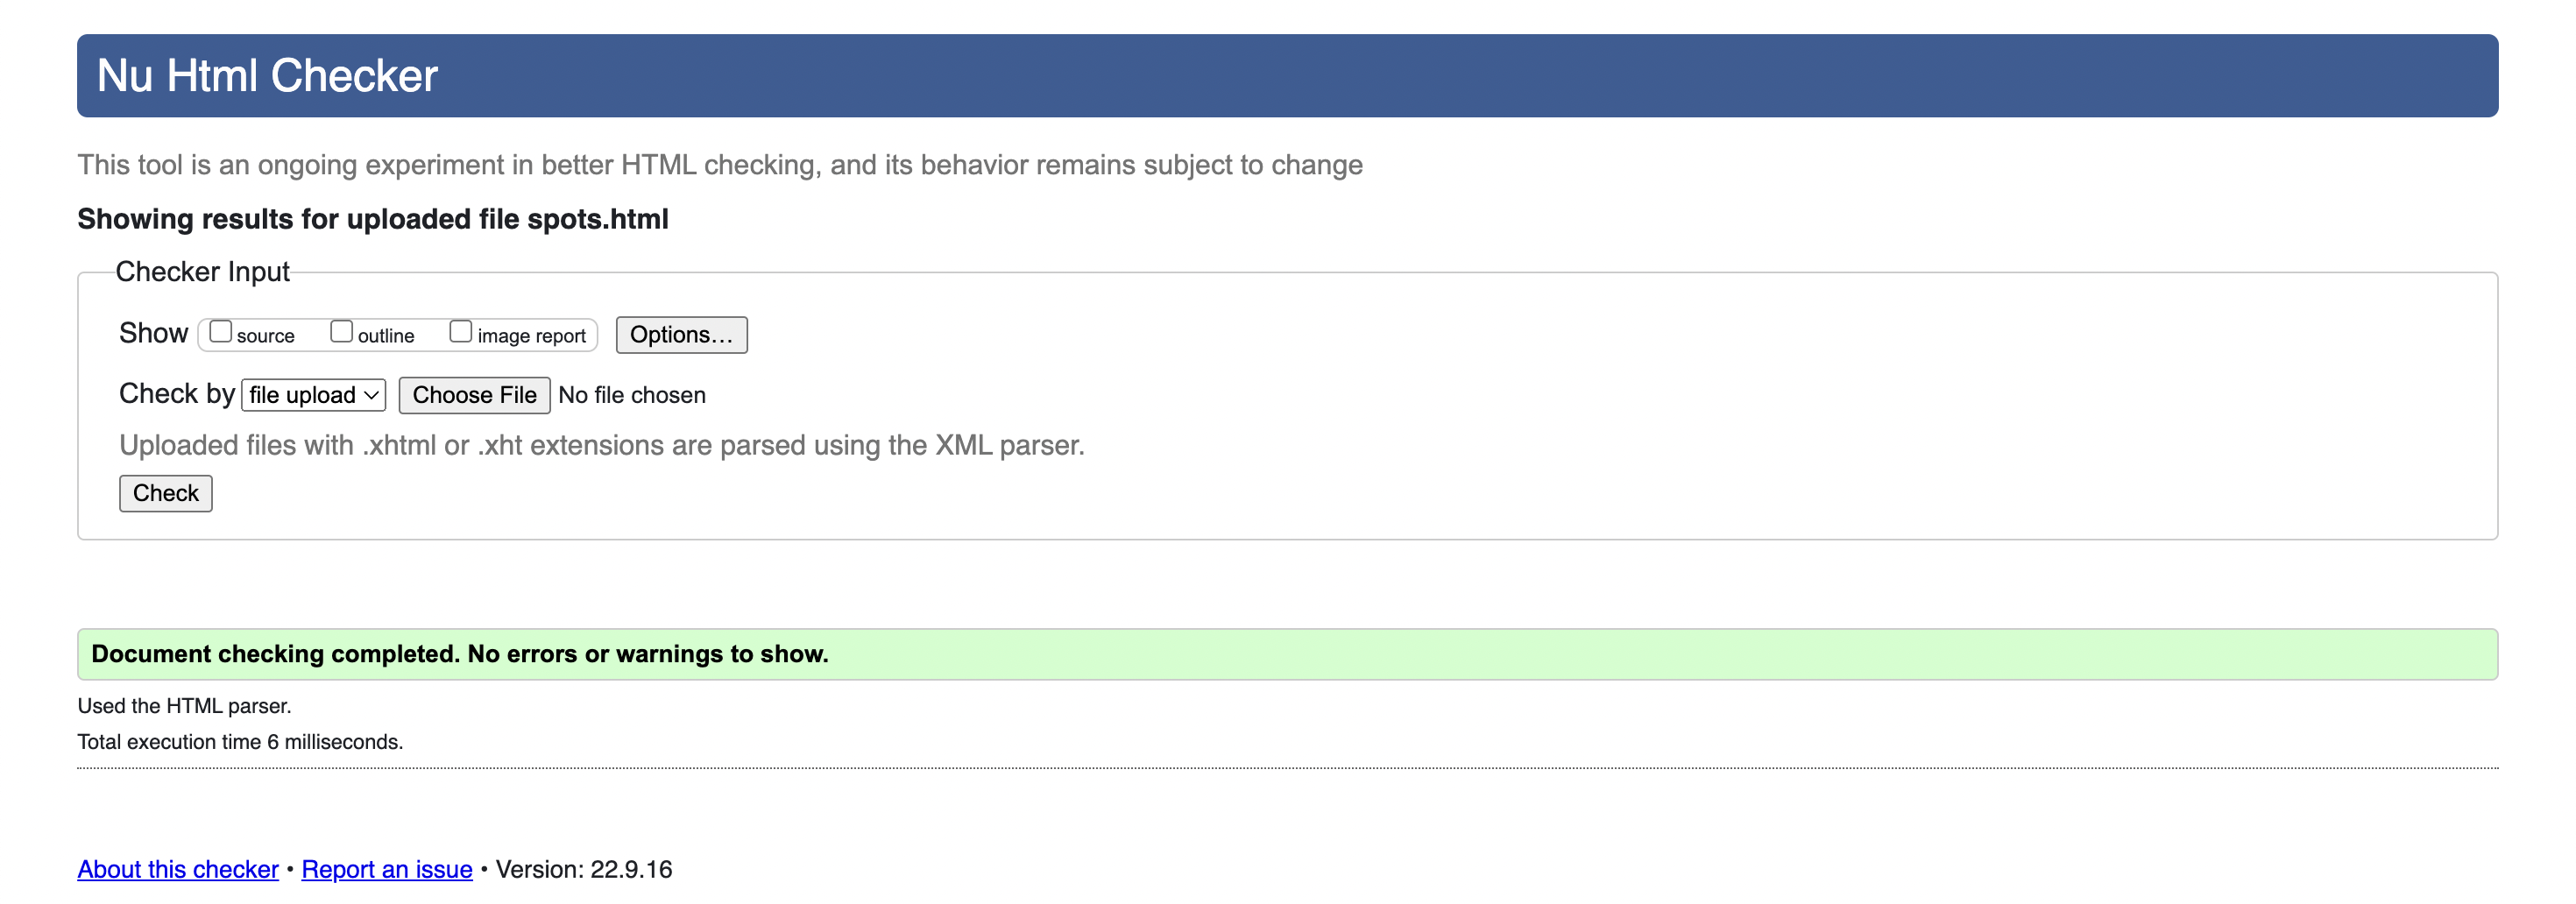 Nu Html Checker
This tool is an ongoing experiment in better HTML checking, and its behavior remains subject to change
Showing results for uploaded file spots.html
Checker Input
Show source outline image report Options…
Check by file upload Choose File No file chosen
Uploaded files with .xhtml or .xht extensions are parsed using the XML parser.
Check
Document checking completed. No errors or warnings to show.
Used the HTML parser.
Total execution time 6 milliseconds.
About this checker • Report an issue • Version: 22.9.16